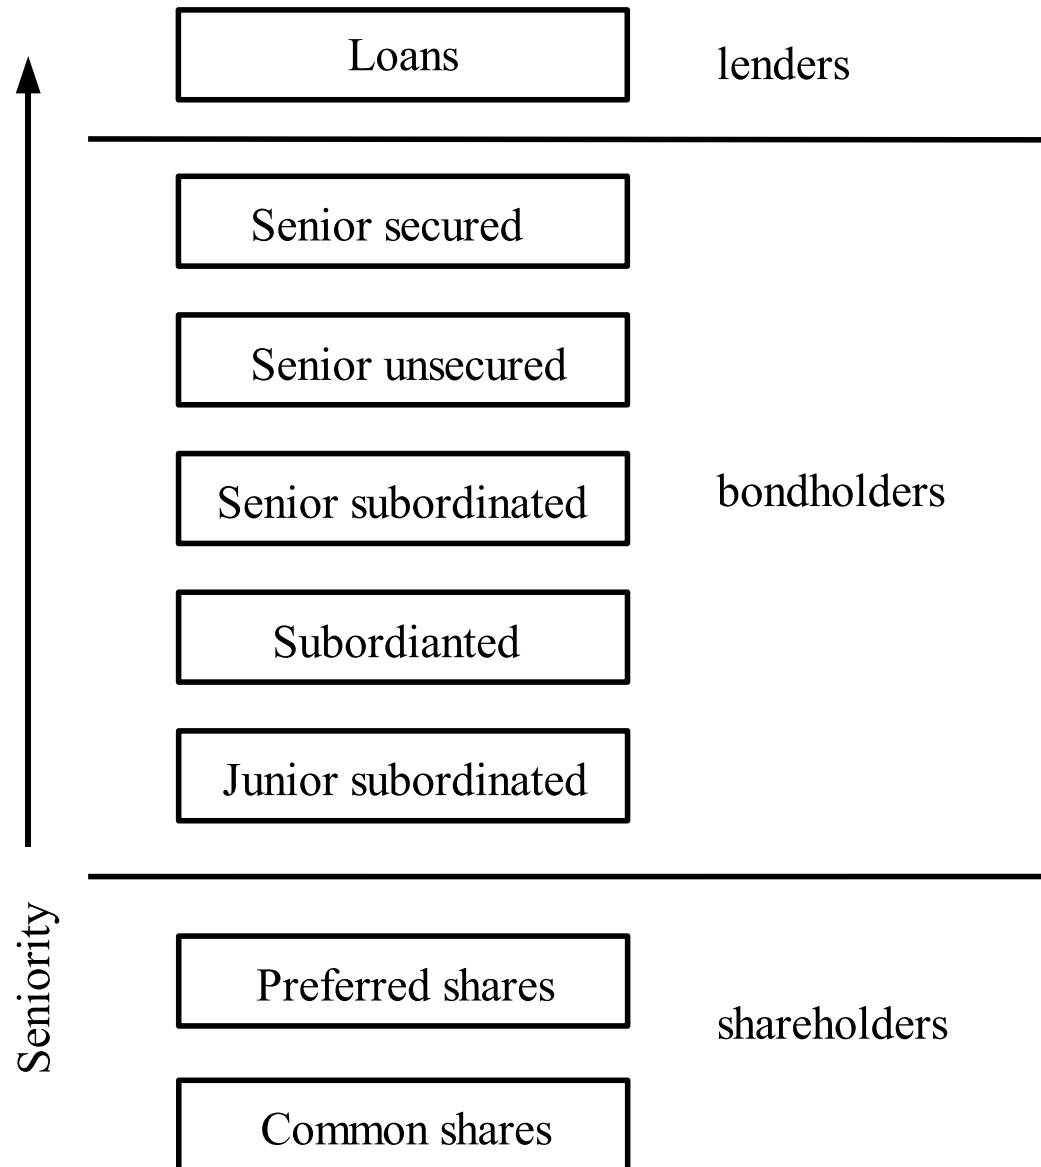 Loans
lenders
Senior secured
Senior unsecured
Senior subordinated
bondholders
Subordianted
Junior subordinated
Seniority
Preferred shares
shareholders
Common shares